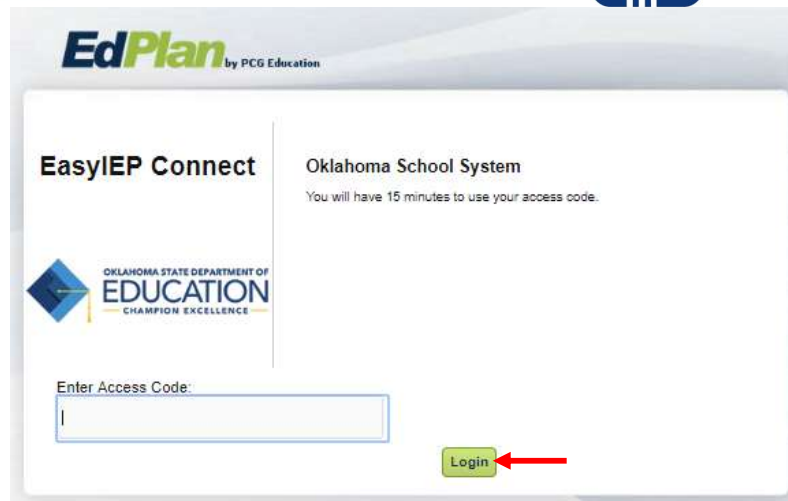 EdPlan by PCG Education
EasyIEP Connect
Oklahoma School System
You will have 15 minutes to use your access code.
OKLAHOMA STATE DEPARTMENT OF
EDUCATION
CHAMPION EXCELLENCE
Enter Access Code:
Login